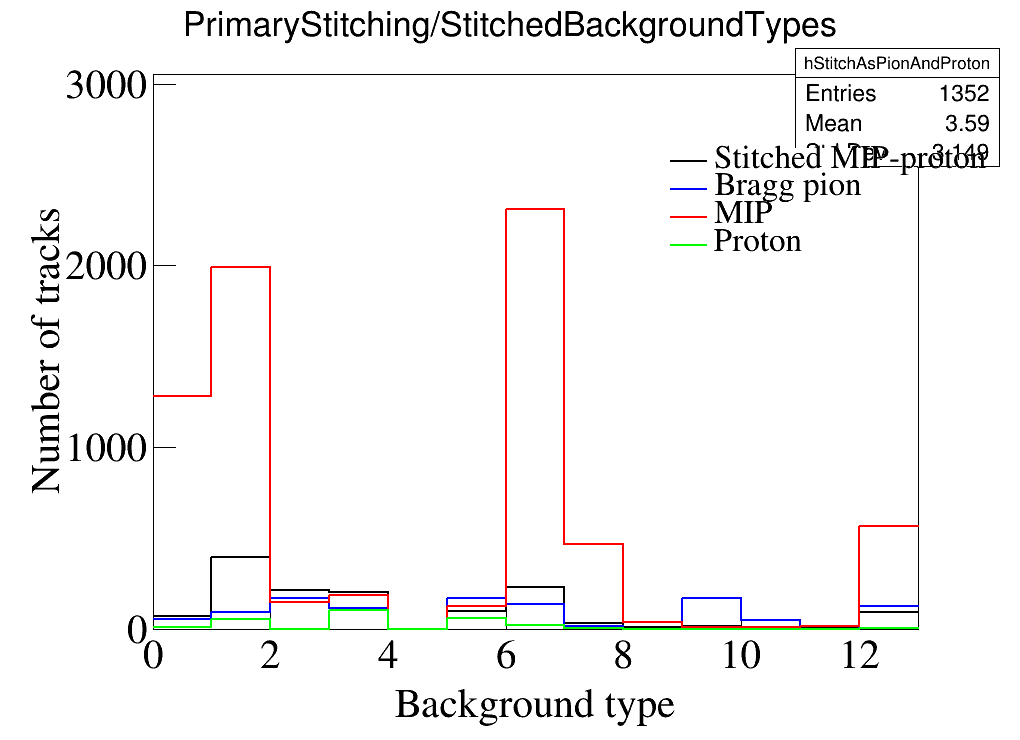 PrimaryStitching/StitchedBackgroundTypes
hStitchAsPionAndProton
Entries 1352
Mean 3.59
3.149
Stitched MIP-proton
Bragg pion
MIP
Proton
Number of tracks
3000
2000
1000
0
0 2 4 6 8 10 12
Background type